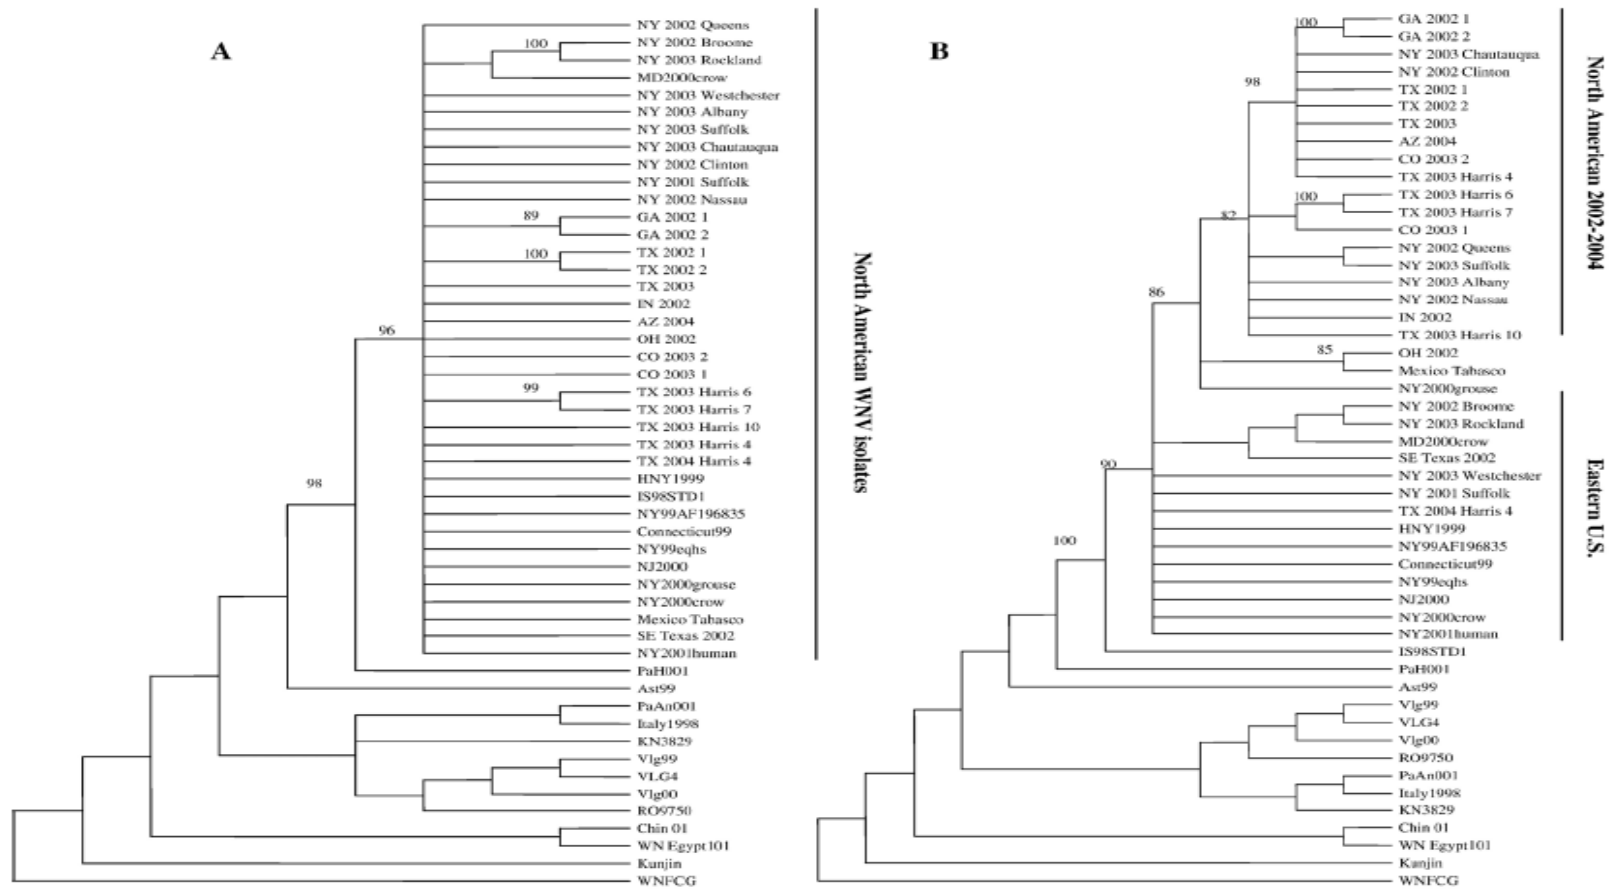 A
NY 2002 Queens
100
NY 2002 Broome
NY 2003 Rockland
MD2000crow
NY 2003 Westchester
NY 2003 Albany
NY 2003 Suffolk
NY 2003 Chautauqua
NY 2002 Clinton
NY 2001 Suffolk
NY 2002 Nassau
89
GA 2002 1
GA 2002 2
100
TX 2002 1
TX 2002 2
TX 2003
IN 2002
AZ 2004
96
OH 2002
CO 2003 2
CO 2003 1
99
TX 2003 Harris 6
TX 2003 Harris 7
TX 2003 Harris 10
TX 2003 Harris 4
TX 2004 Harris 4
98
HNY1999
IS98STD1
NY99AF196835
Connecticut99
NY99eqhs
NJ2000
NY2000grouse
NY2000crow
Mexico Tabasco
SE Texas 2002
NY2001human
PaH001
Ast99
PaAn001
Italy1998
KN3829
Vlg99
VLG4
Vlg00
RO9750
Chin 01
WN Egypt101
Kunjin
WNFCG
North American WNV isolates
B
100
GA 2002 1
GA 2002 2
NY 2003 Chautauqua
NY 2002 Clinton
98
TX 2002 1
TX 2002 2
TX 2003
AZ 2004
CO 2003 2
TX 2003 Harris 4
100
TX 2003 Harris 6
TX 2003 Harris 7
82
CO 2003 1
NY 2002 Queens
NY 2003 Suffolk
NY 2003 Albany
86
NY 2002 Nassau
IN 2002
TX 2003 Harris 10
85
OH 2002
Mexico Tabasco
NY2000grouse
NY 2002 Broome
NY 2003 Rockland
MD2000crow
90
SE Texas 2002
NY 2003 Westchester
NY 2001 Suffolk
TX 2004 Harris 4
HNY1999
100
NY99AF196835
Connecticut99
NY99eqhs
NJ2000
NY2000crow
NY2001human
IS98STD1
PaH001
Ast99
Vlg99
VLG4
Vlg00
RO9750
PaAn001
Italy1998
KN3829
Chin 01
WN Egypt101
Kunjin
WNFCG
North American 2002-2004
Eastern U.S.